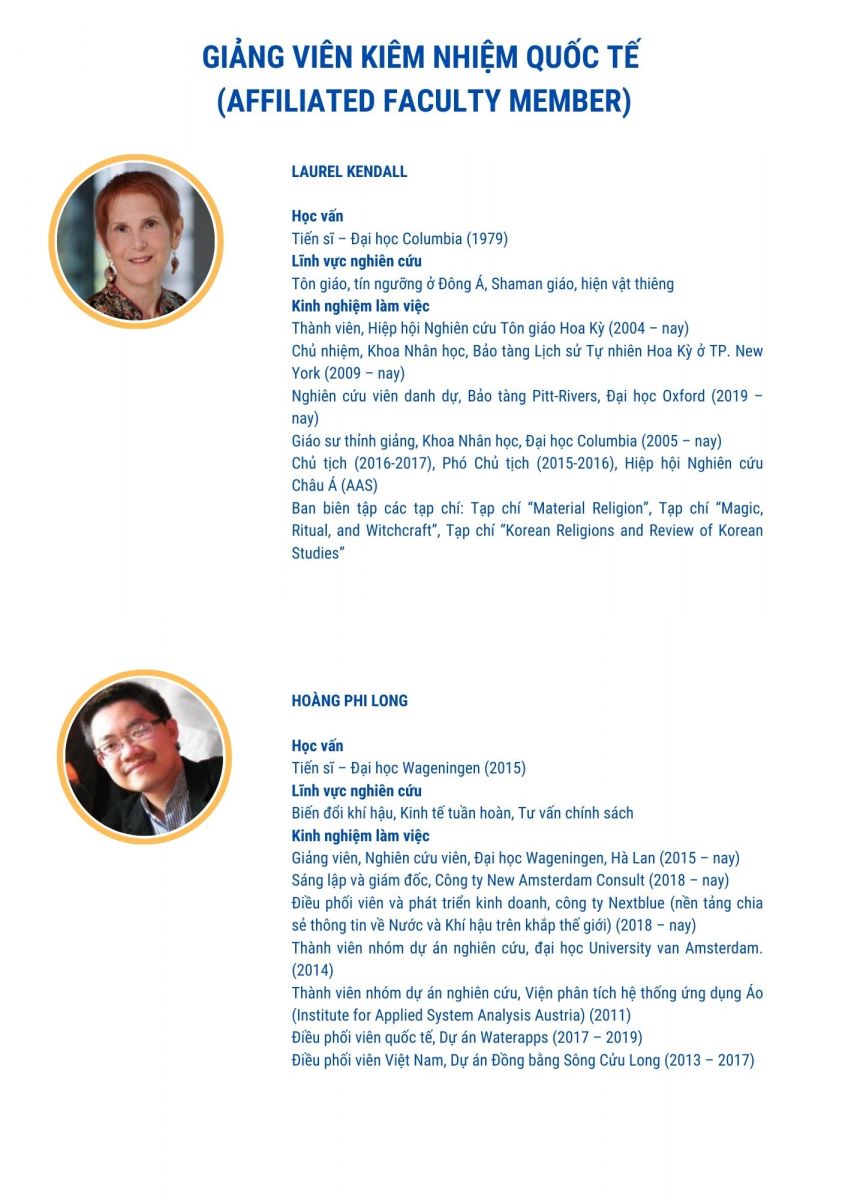 GIẢNG VIÊN KIÊM NHIỆM QUỐC TẾ
(AFFILIATED FACULTY MEMBER)
LAUREL KENDALL
Học vấn
Tiến sĩ – Đại học Columbia (1979)
Lĩnh vực nghiên cứu
Tôn giáo, tín ngưỡng ở Đông Á, Shaman giáo, hiện vật thiêng
Kinh nghiệm làm việc
Thành viên, Hiệp hội Nghiên cứu Tôn giáo Hoa Kỳ (2004 – nay)
Chủ nhiệm, Khoa Nhân học, Bảo tàng Lịch sử Tự nhiên Hoa Kỳ ở TP. New
York (2009 – nay)
Nghiên cứu viên danh dự, Bảo tàng Pitt-Rivers, Đại học Oxford (2019 –
nay)
Giáo sư thỉnh giảng, Khoa Nhân học, Đại học Columbia (2005 – nay)
Chủ tịch (2016-2017), Phó Chủ tịch (2015-2016), Hiệp hội Nghiên cứu
Châu Á (AAS)
Ban biên tập các tạp chí: Tạp chí “Material Religion”, Tạp chí “Magic,
Ritual, and Witchcraft”, Tạp chí “Korean Religions and Review of Korean
Studies”
HOÀNG PHI LONG
Học vấn
Tiến sĩ – Đại học Wageningen (2015)
Lĩnh vực nghiên cứu
Biến đổi khí hậu, Kinh tế tuần hoàn, Tư vấn chính sách
Kinh nghiệm làm việc
Giảng viên, Nghiên cứu viên, Đại học Wageningen, Hà Lan (2015 – nay)
Sáng lập và giám đốc, Công ty New Amsterdam Consult (2018 – nay)
Điều phối viên và phát triển kinh doanh, công ty Nextblue (nền tảng chia
sẻ thông tin về Nước và Khí hậu trên khắp thế giới) (2018 – nay)
Thành viên nhóm dự án nghiên cứu, đại học University van Amsterdam.
(2014)
Thành viên nhóm dự án nghiên cứu, Viện phân tích hệ thống ứng dụng Áo
(Institute for Applied System Analysis Austria) (2011)
Điều phối viên quốc tế, Dự án Waterapps (2017 – 2019)
Điều phối viên Việt Nam, Dự án Đồng bằng Sông Cửu Long (2013 – 2017)